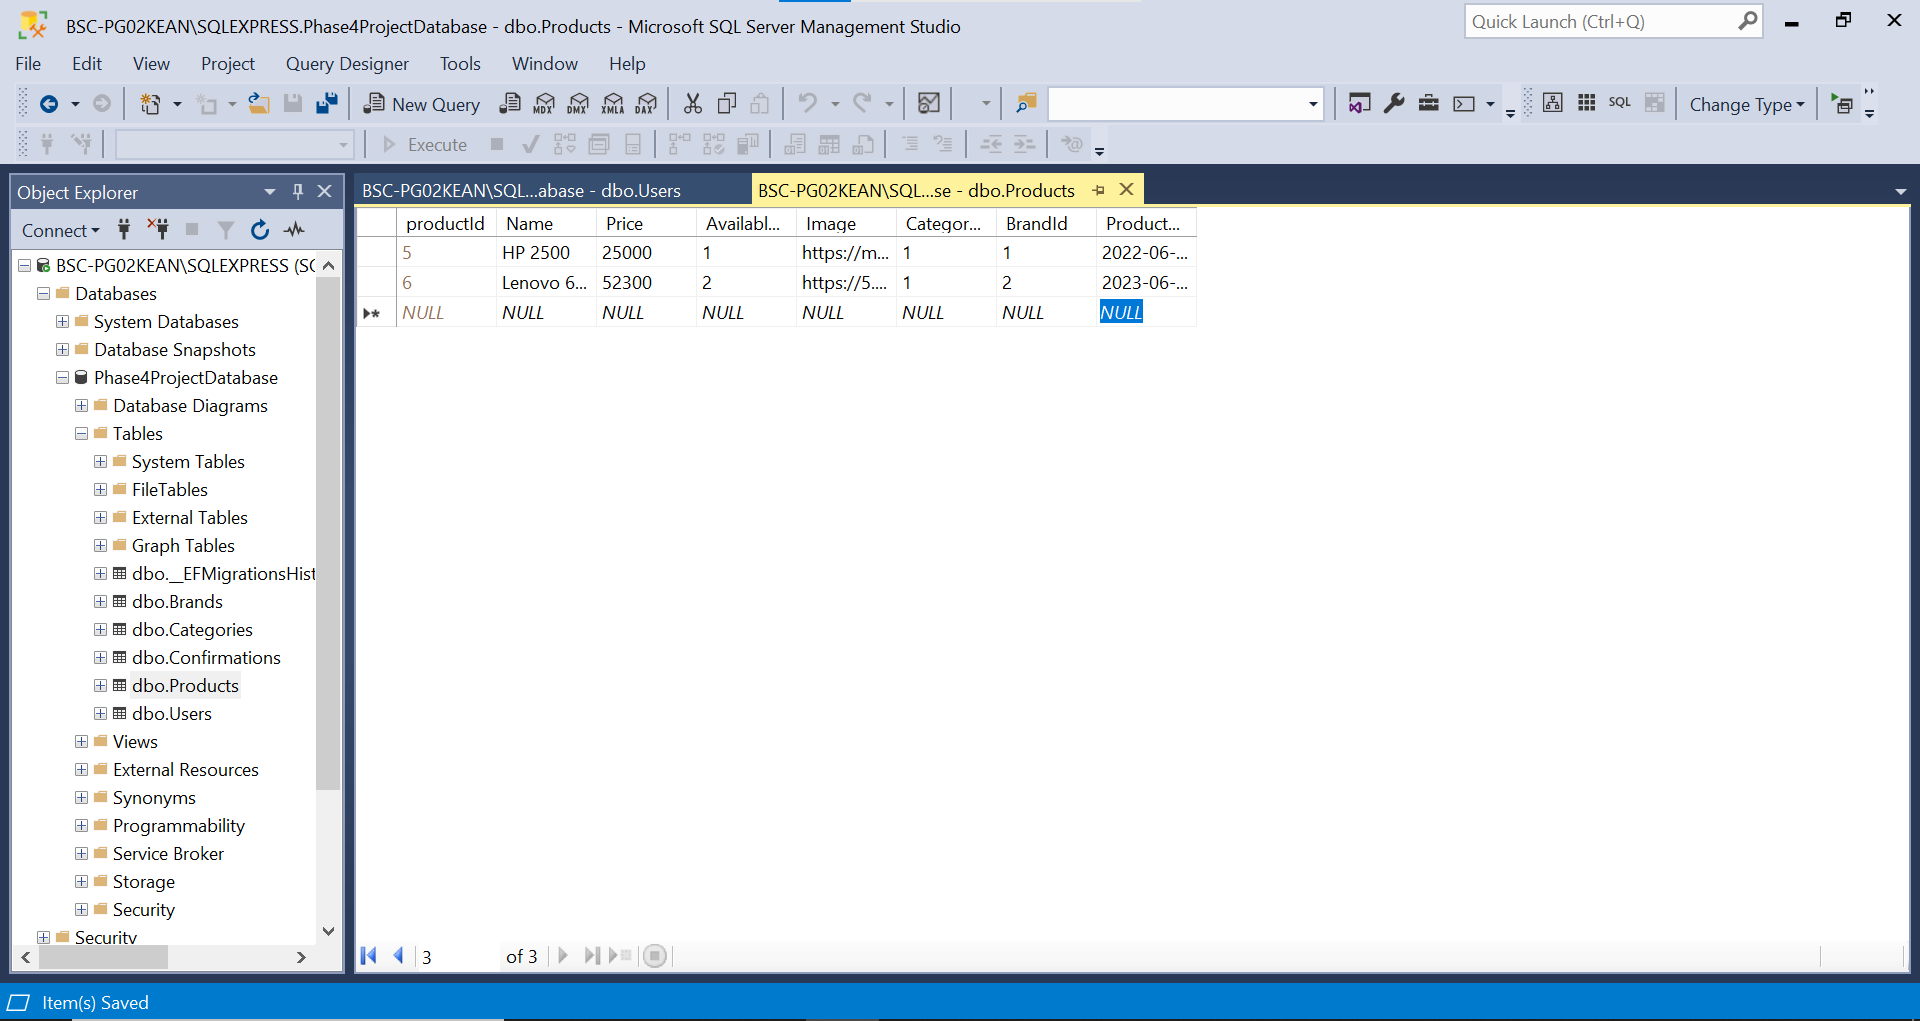 BSC-PG02KEAN\SQLEXPRESS.Phase4ProjectDatabase - dbo.Products - Microsoft SQL Server Management Studio
Quick Launch (Ctrl+Q)
File Edit View Project Query Designer Tools Window Help
New Query MDX DMX XMLA DAX SQL Change Type
Execute
Object Explorer
Connect
BSC-PG02KEAN\SQLEXPRESS (SQ
Databases
System Databases
Database Snapshots
Phase4ProjectDatabase
Database Diagrams
Tables
System Tables
FileTables
External Tables
Graph Tables
dbo.__EFMigrationsHist
dbo.Brands
dbo.Categories
dbo.Confirmations
dbo.Products
dbo.Users
Views
External Resources
Synonyms
Programmability
Service Broker
Storage
Security
Security
BSC-PG02KEAN\SQL...abase - dbo.Users
BSC-PG02KEAN\SQL...se - dbo.Products
productId Name Price Availabl... Image Categor... BrandId Product...
5 HP 2500 25000 1 https://m... 1 1 2022-06-...
6 Lenovo 6... 52300 2 https://5.... 1 2 2023-06-...
NULL NULL NULL NULL NULL NULL NULL NULL
3 of 3
Item(s) Saved